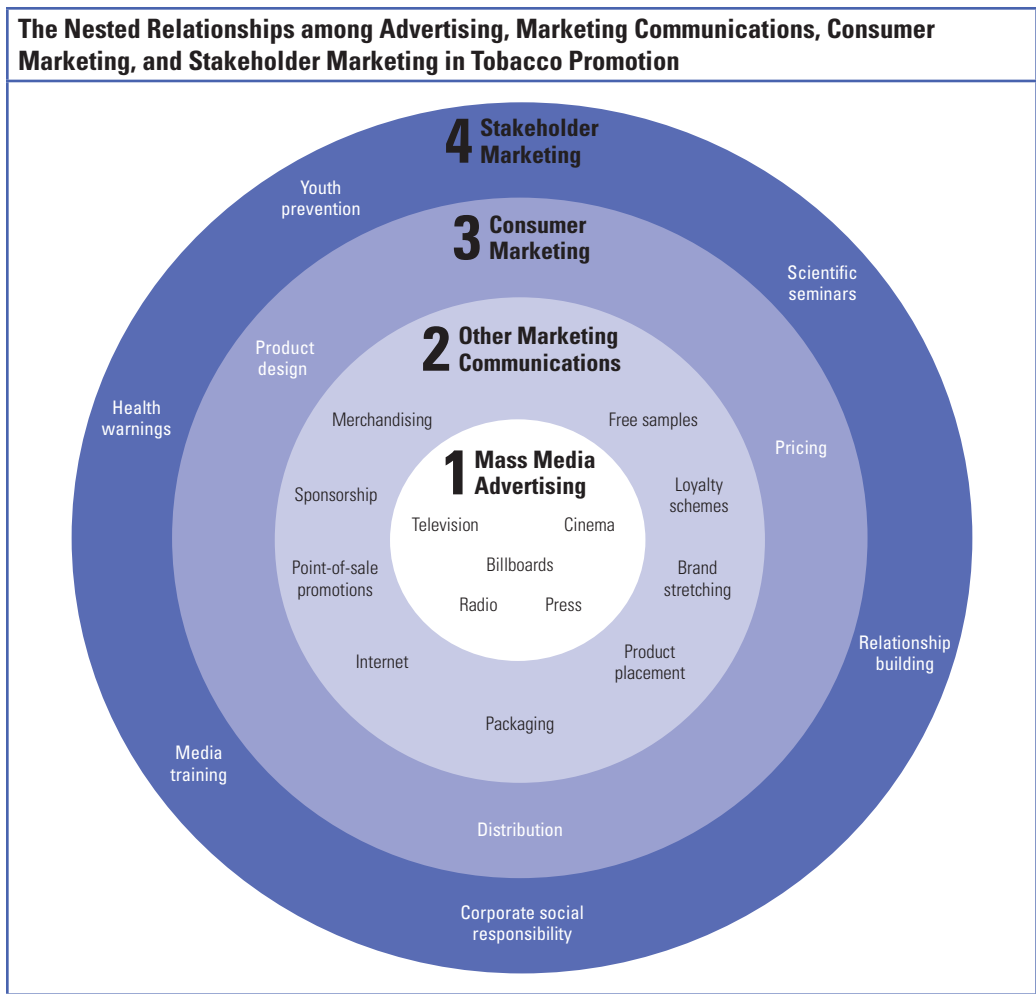 The Nested Relationships among Advertising, Marketing Communications, Consumer
Marketing, and Stakeholder Marketing in Tobacco Promotion
4 Stakeholder
Marketing
Youth
prevention
Scientific
seminars
Health
warnings
Relationship
building
Media
training
Corporate social
responsibility
3 Consumer
Marketing
Product
design
Pricing
Distribution
2 Other Marketing
Communications
Merchandising
Free samples
Sponsorship
Loyalty
schemes
Point-of-sale
promotions
Brand
stretching
Internet
Product
placement
Packaging
1 Mass Media
Advertising
Television
Cinema
Billboards
Radio
Press